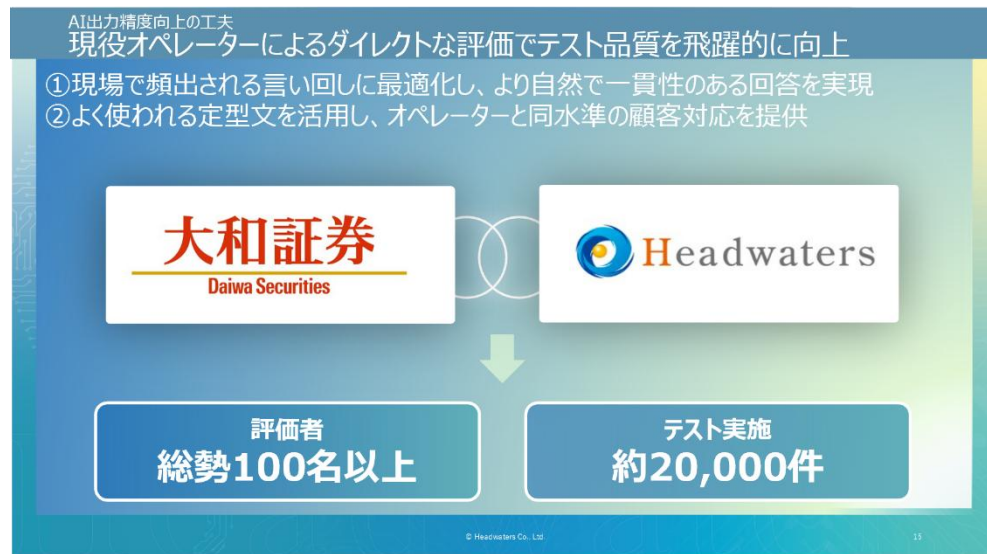 AI出力精度向上の工夫
現役オペレーターによるダイレクトな評価でテスト品質を飛躍的に向上
①現場で頻出される言い回しに最適化し、より自然で一貫性のある回答を実現
②よく使われる定型文を活用し、オペレーターと同水準の顧客対応を提供
大和証券
Daiwa Securities
Headwaters
評価者
総勢100名以上
テスト実施
約20,000件
© Headwaters Co., Ltd.
15